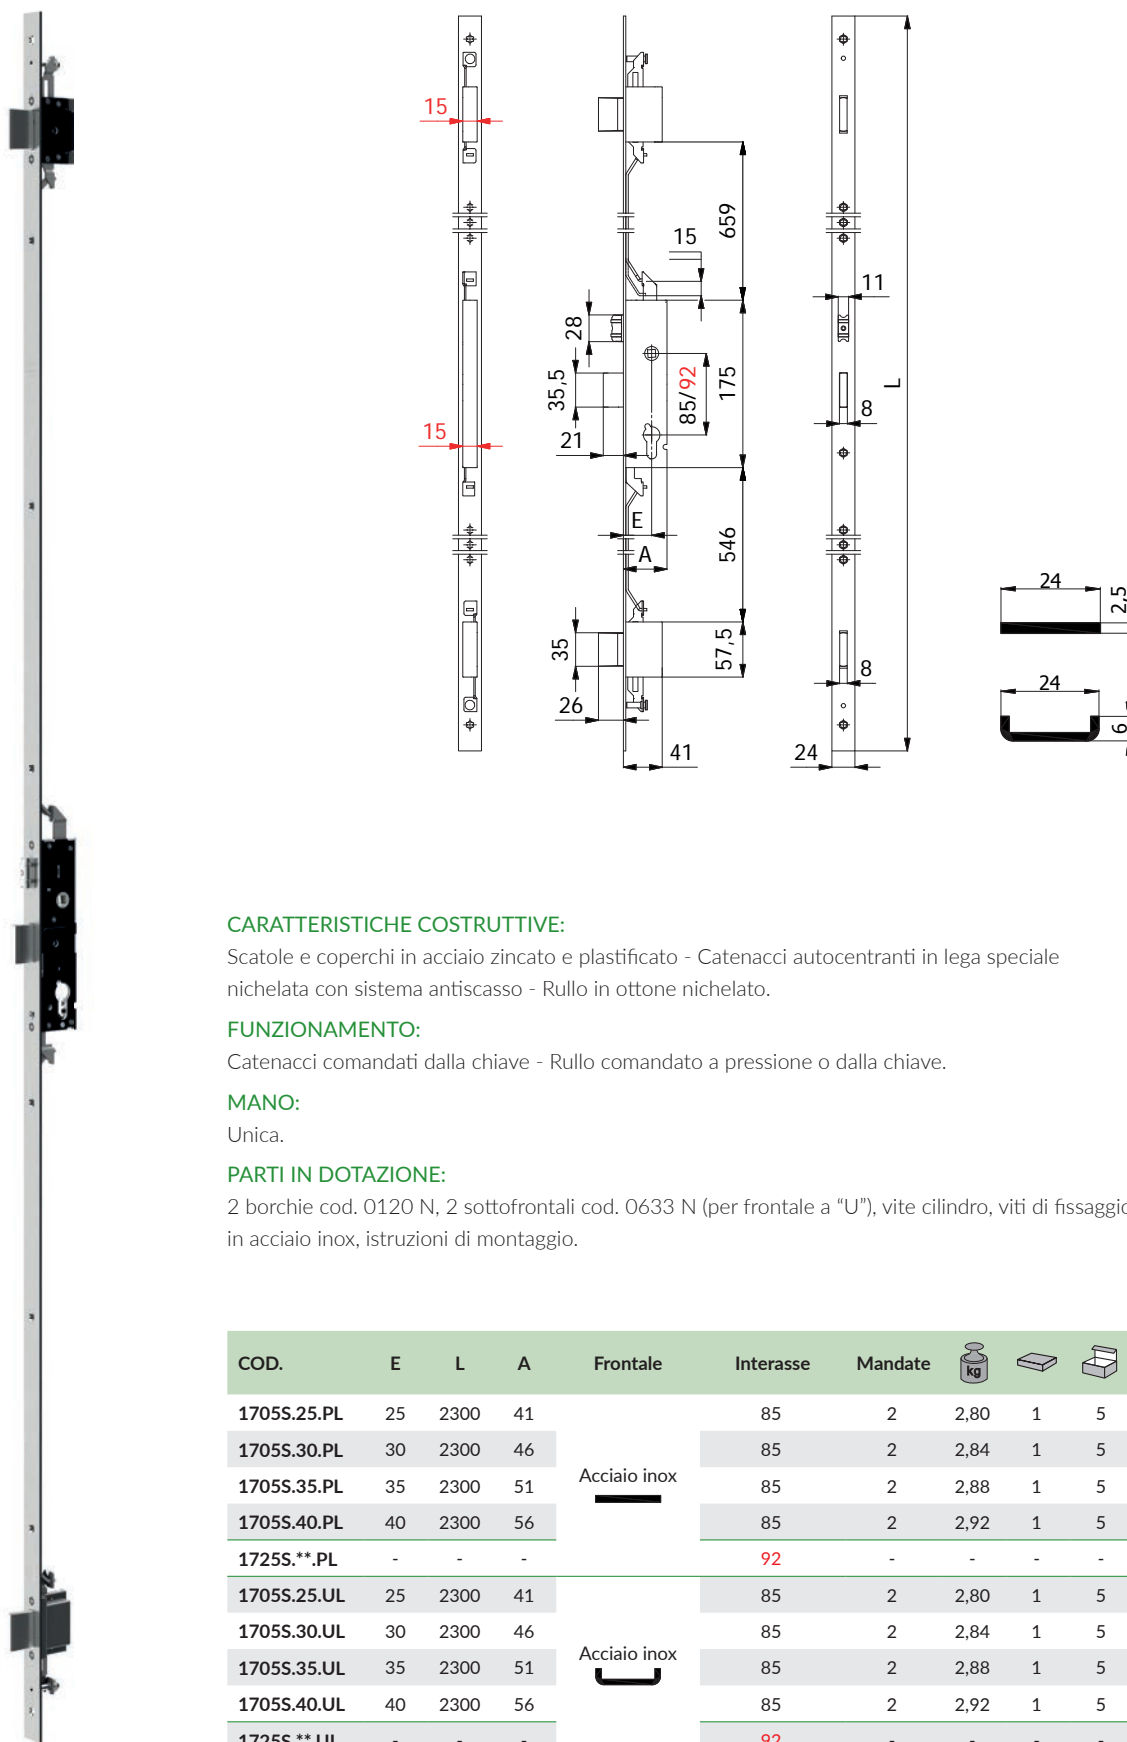 15
15
659
15
28
35,5
85/92
175
21
E
A
546
35
57,5
26
41
11
L
8
8
24
24
2,5
24
6
CARATTERISTICHE COSTRUTTIVE:
Scatole e coperchi in acciaio zincato e plastificato - Catenacci autocentranti in lega speciale
nichelata con sistema antiscasso - Rullo in ottone nichelato.
FUNZIONAMENTO:
Catenacci comandati dalla chiave - Rullo comandato a pressione o dalla chiave.
MANO:
Unica.
PARTI IN DOTAZIONE:
2 borchie cod. 0120 N, 2 sottofrontali cod. 0633 N (per frontale a “U”), vite cilindro, viti di fissaggio
in acciaio inox, istruzioni di montaggio.
COD. E L A Frontale Interasse Mandate kg
1705S.25.PL 25 2300 41 85 2 2,80 1 5
1705S.30.PL 30 2300 46 85 2 2,84 1 5
Acciaio inox
1705S.35.PL 35 2300 51 85 2 2,88 1 5
1705S.40.PL 40 2300 56 85 2 2,92 1 5
1725S.**.PL - - - 92 - - - -
1705S.25.UL 25 2300 41 85 2 2,80 1 5
1705S.30.UL 30 2300 46 85 2 2,84 1 5
Acciaio inox
1705S.35.UL 35 2300 51 85 2 2,88 1 5
1705S.40.UL 40 2300 56 85 2 2,92 1 5
1725S.**.UL - - - 92 - - - -